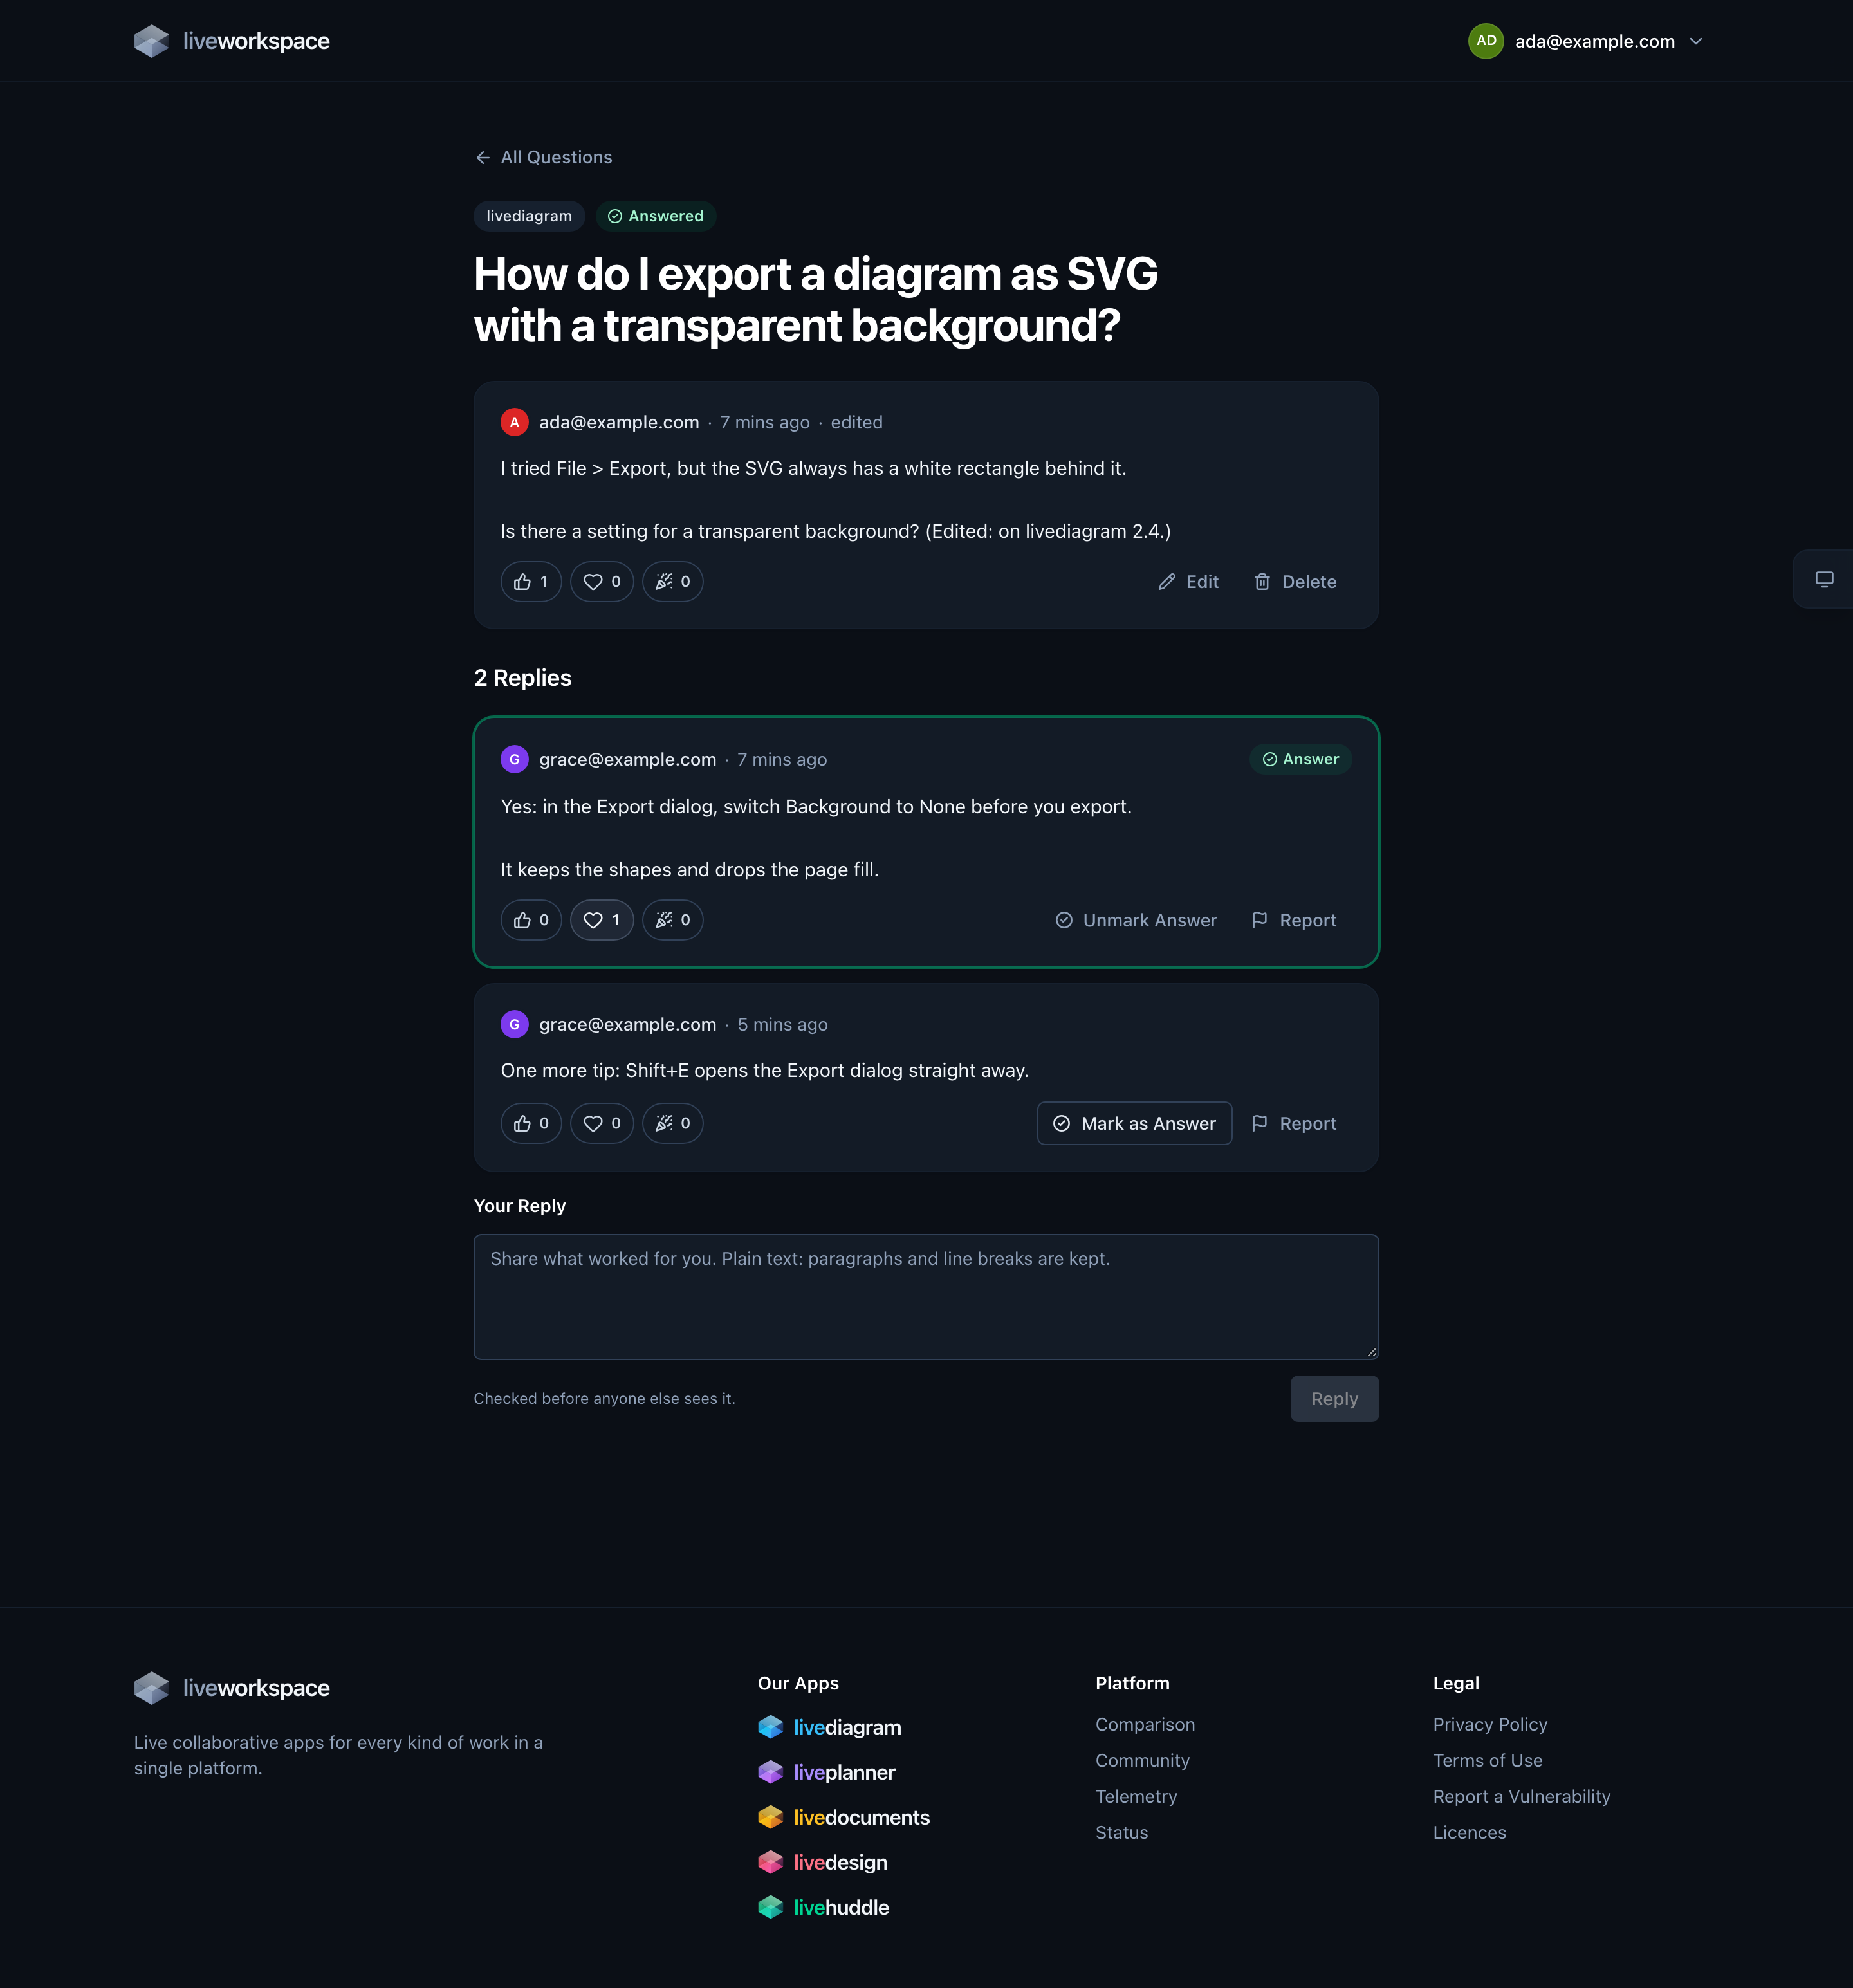 liveworkspace
AD ada@example.com
All Questions
livediagram Answered
How do I export a diagram as SVG
with a transparent background?
A ada@example.com · 7 mins ago · edited
I tried File > Export, but the SVG always has a white rectangle behind it.
Is there a setting for a transparent background? (Edited: on livediagram 2.4.)
1 0 0 Edit Delete
2 Replies
G grace@example.com · 7 mins ago Answer
Yes: in the Export dialog, switch Background to None before you export.
It keeps the shapes and drops the page fill.
0 1 0 Unmark Answer Report
G grace@example.com · 5 mins ago
One more tip: Shift+E opens the Export dialog straight away.
0 0 0 Mark as Answer Report
Your Reply
Share what worked for you. Plain text: paragraphs and line breaks are kept.
Checked before anyone else sees it. Reply
liveworkspace
Live collaborative apps for every kind of work in a
single platform.
Our Apps
livediagram
liveplanner
livedocuments
livedesign
livehuddle
Platform
Comparison
Community
Telemetry
Status
Legal
Privacy Policy
Terms of Use
Report a Vulnerability
Licences